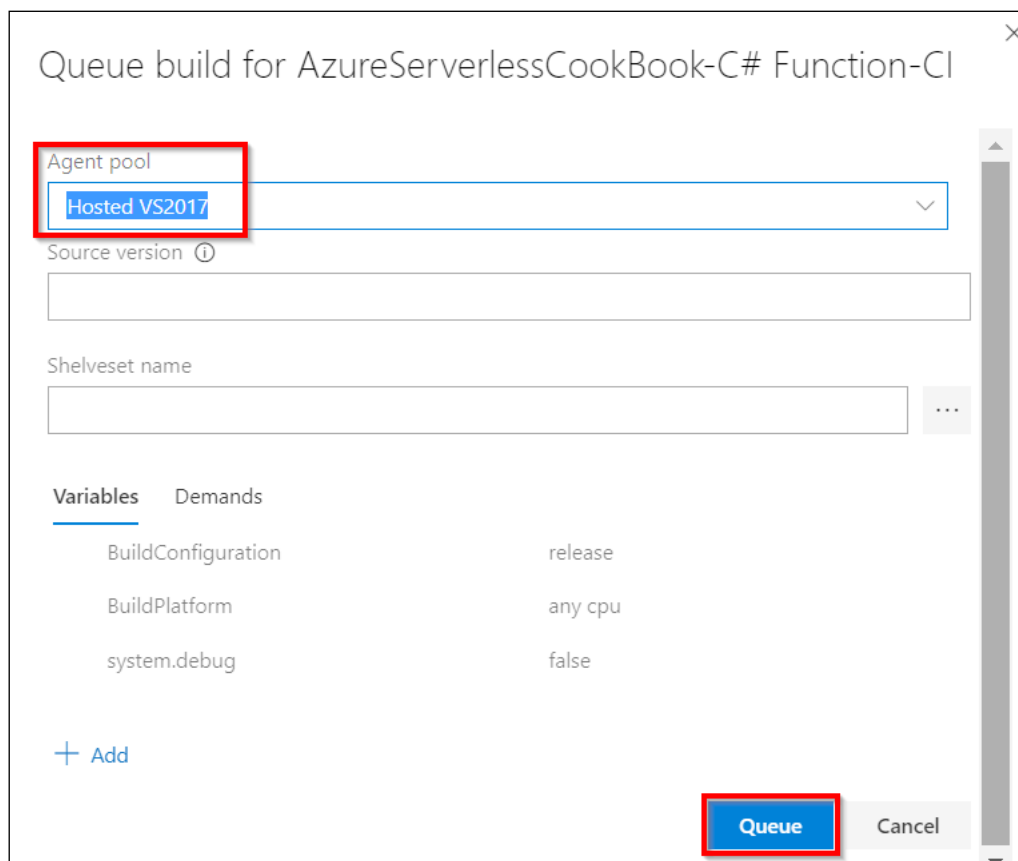 Queue build for AzureServerlessCookBook-C# Function-CI
Agent pool
Hosted VS2017
Source version
Shelveset name
...
Variables Demands
BuildConfiguration release
BuildPlatform any cpu
system.debug false
+ Add
Queue Cancel